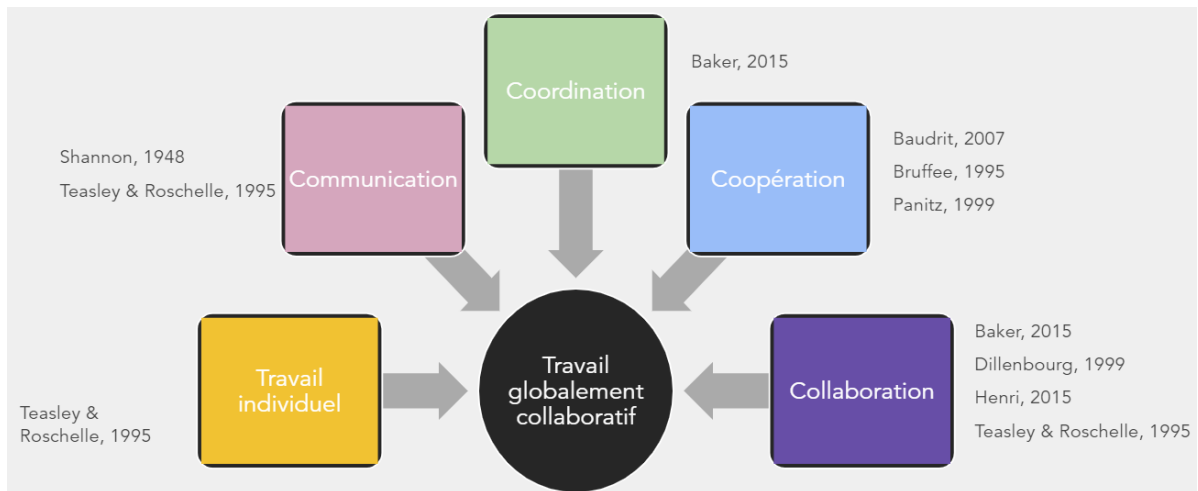 Coordination
Baker, 2015
Shannon, 1948
Teasley & Roschelle, 1995
Communication
Coopération
Baudrit, 2007
Bruffee, 1995
Panitz, 1999
Teasley &
Roschelle, 1995
Travail
individuel
Travail
globalement
collaboratif
Collaboration
Baker, 2015
Dillenbourg, 1999
Henri, 2015
Teasley & Roschelle, 1995